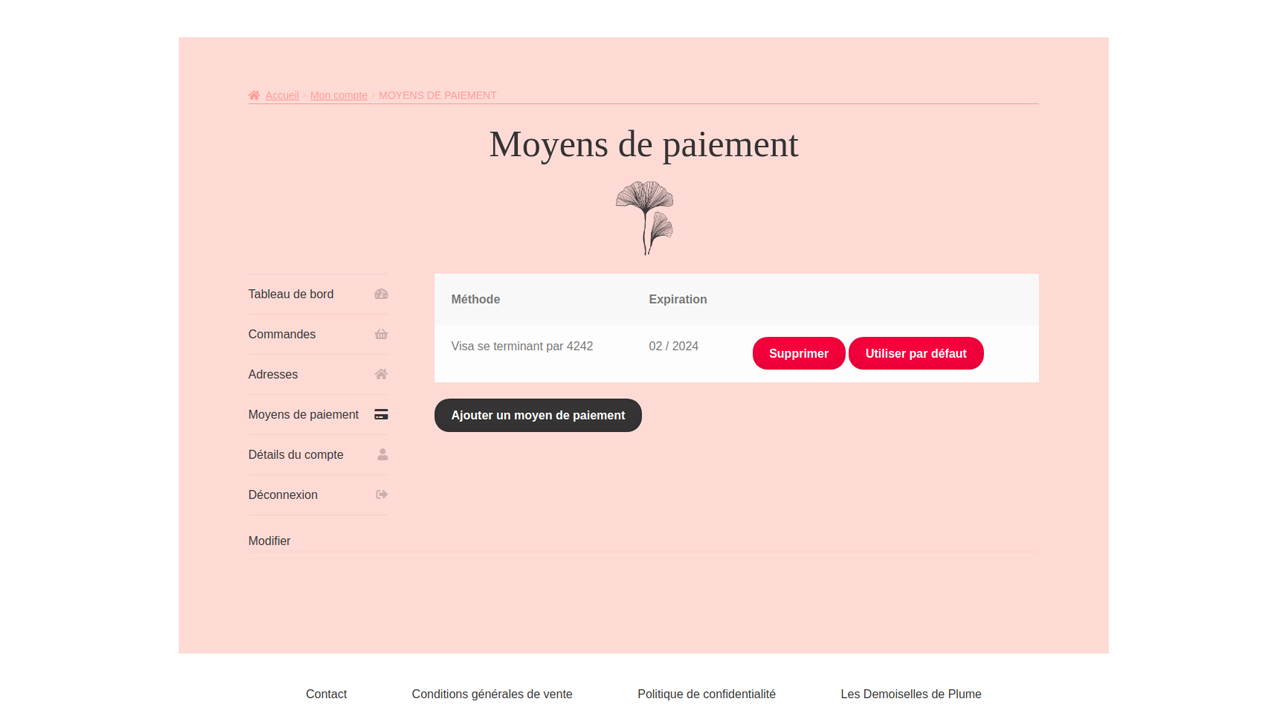 Accueil Mon compte MOYENS DE PAIEMENT
Moyens de paiement
Tableau de bord
Commandes
Adresses
Moyens de paiement
Détails du compte
Déconnexion
Méthode Expiration
Visa se terminant par 4242 02 / 2024 Supprimer Utiliser par défaut
Ajouter un moyen de paiement
Modifier
Contact Conditions générales de vente Politique de confidentialité Les Demoiselles de Plume